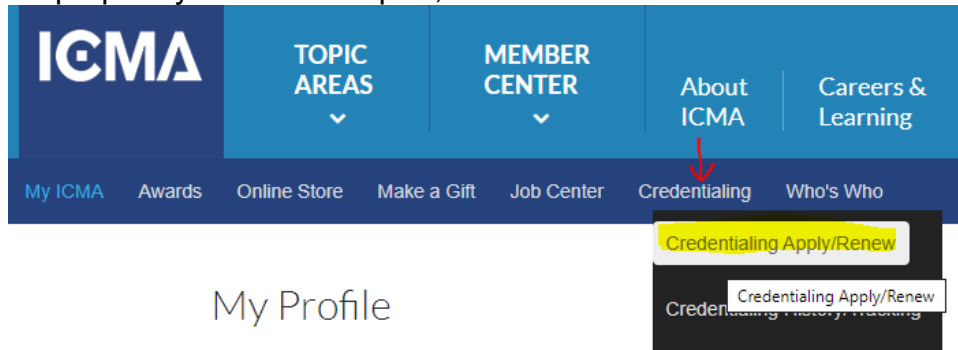 ICMA
TOPIC
AREAS
MEMBER
CENTER
About
ICMA
Careers &
Learning
My ICMA Awards Online Store Make a Gift Job Center Credentialing Who's Who
Credentialing Apply/Renew
Credentialing Apply/Renew
My Profile